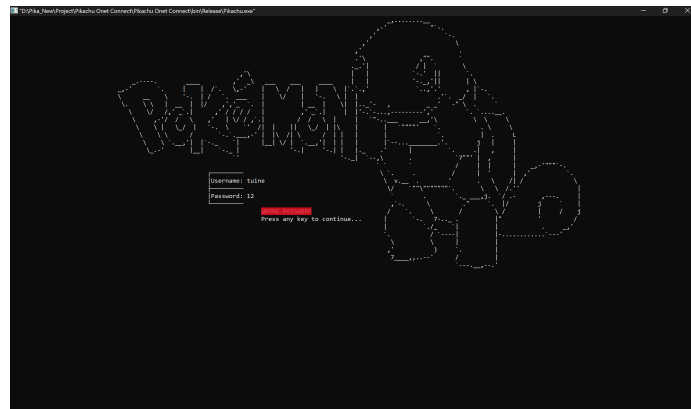 "D:\Pika_New\Project\Pikachu Onet Connect\Pikachu Onet Connect\bin\Release\Pikachu.exe"
Username: tuine
Password: 12
WRONG PASSWORD
Press any key to continue...